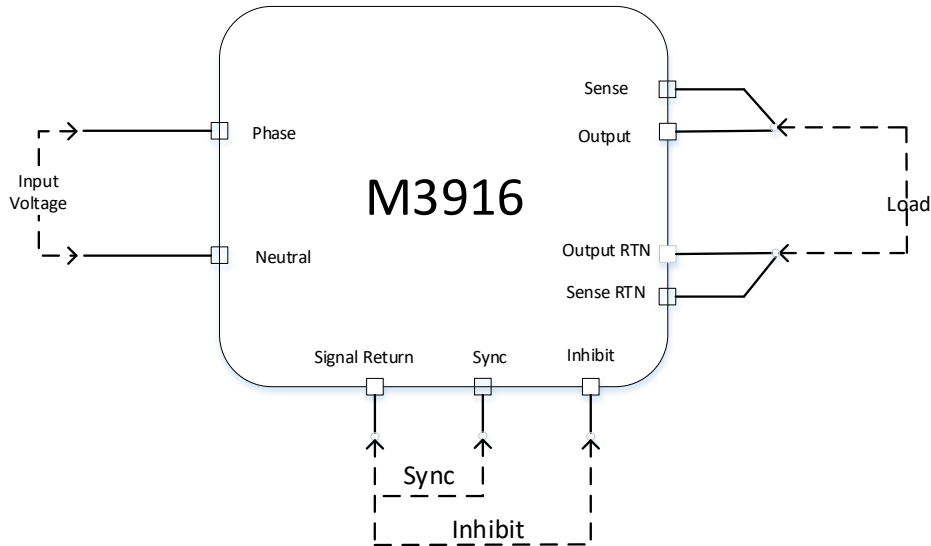 Sense
Phase
Output
Input
Voltage
M3916
Load
Neutral
Output RTN
Sense RTN
Signal Return
Sync
Inhibit
Sync
Inhibit